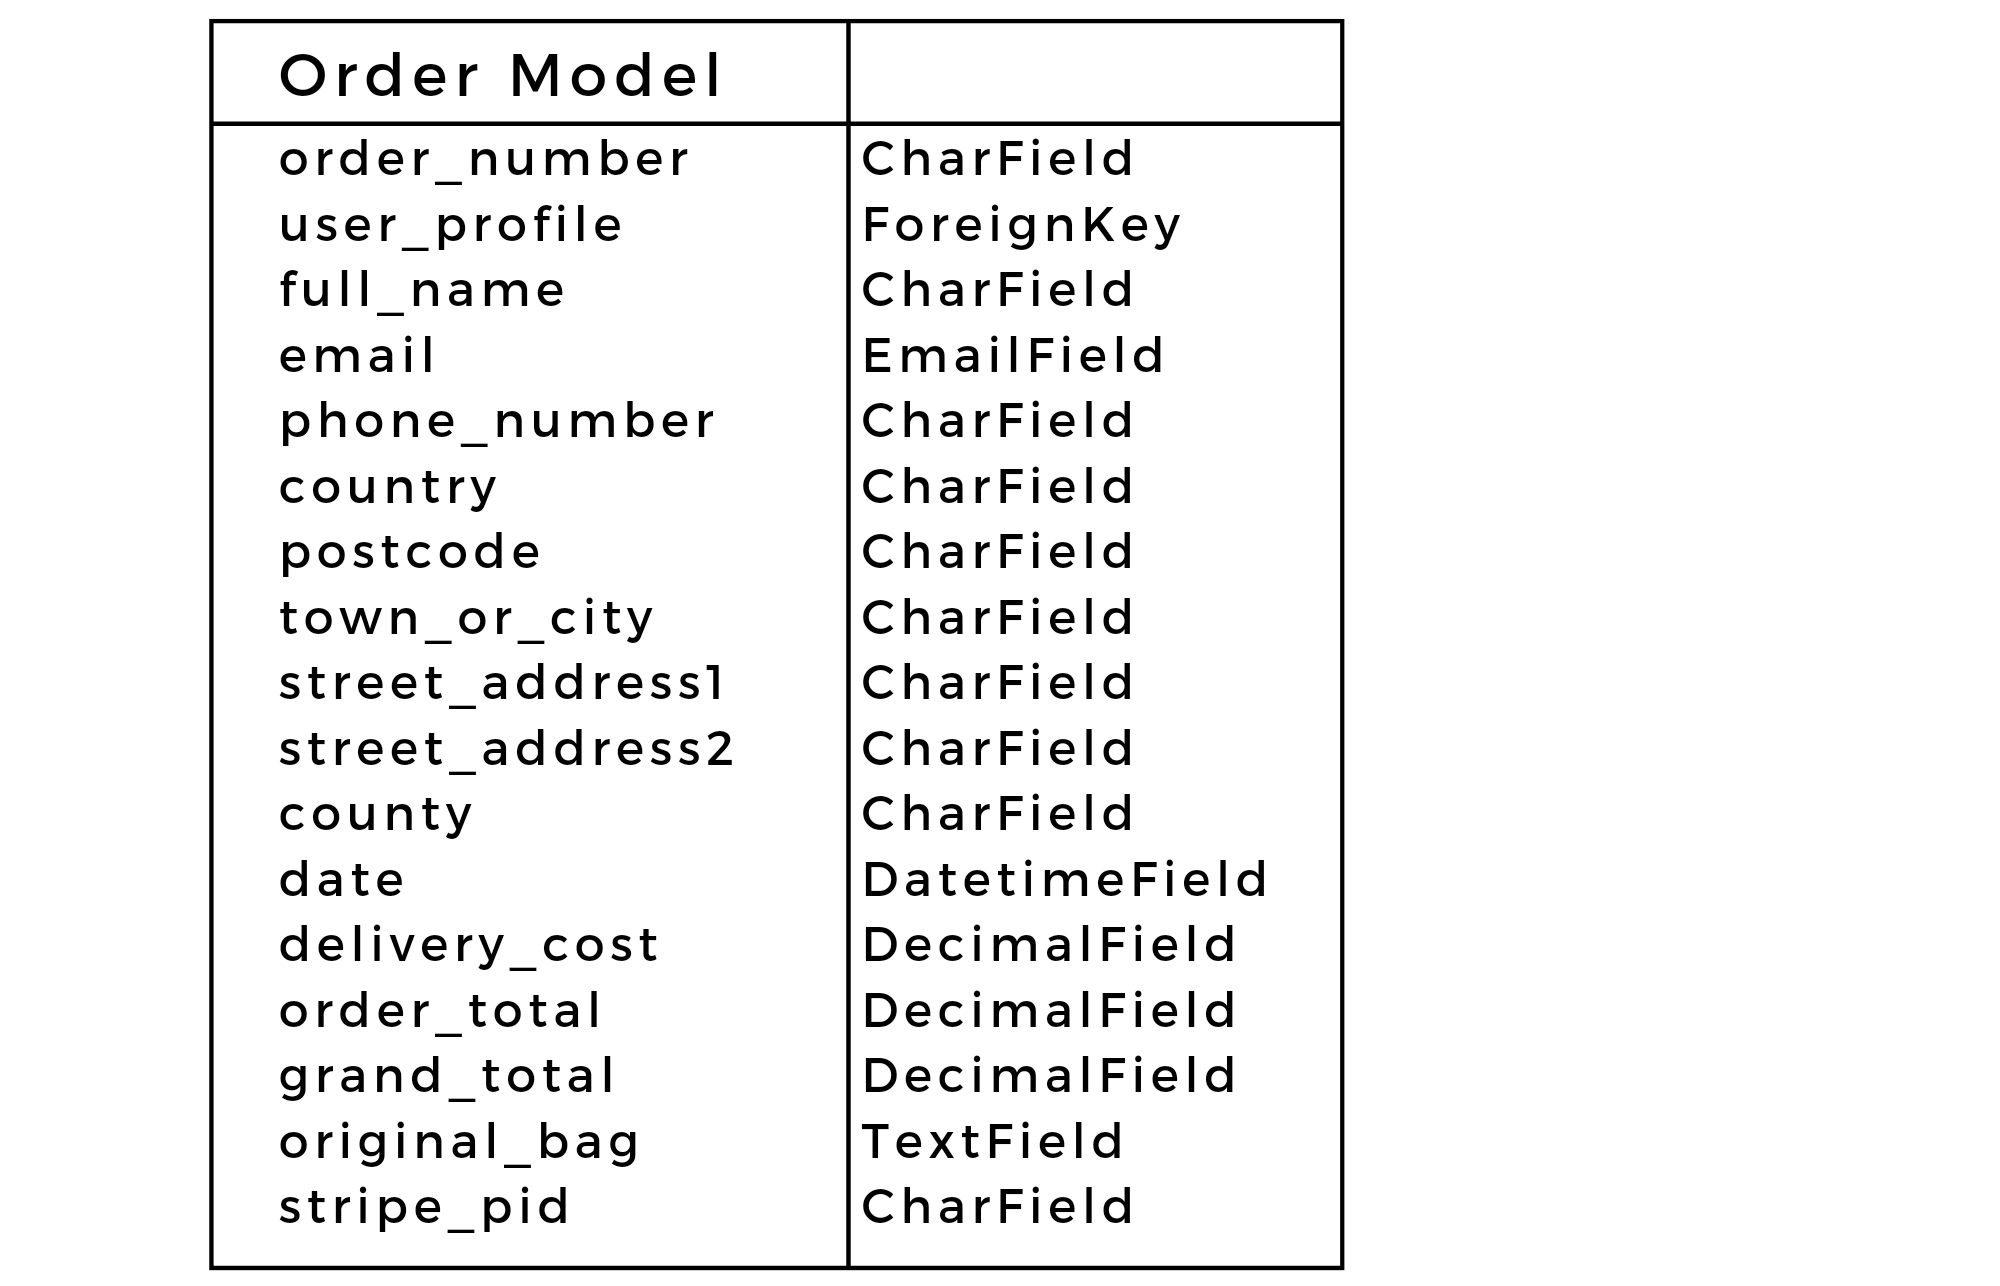 Order Model
order_number CharField
user_profile ForeignKey
full_name CharField
email EmailField
phone_number CharField
country CharField
postcode CharField
town_or_city CharField
street_address1 CharField
street_address2 CharField
county CharField
date DatetimeField
delivery_cost DecimalField
order_total DecimalField
grand_total DecimalField
original_bag TextField
stripe_pid CharField